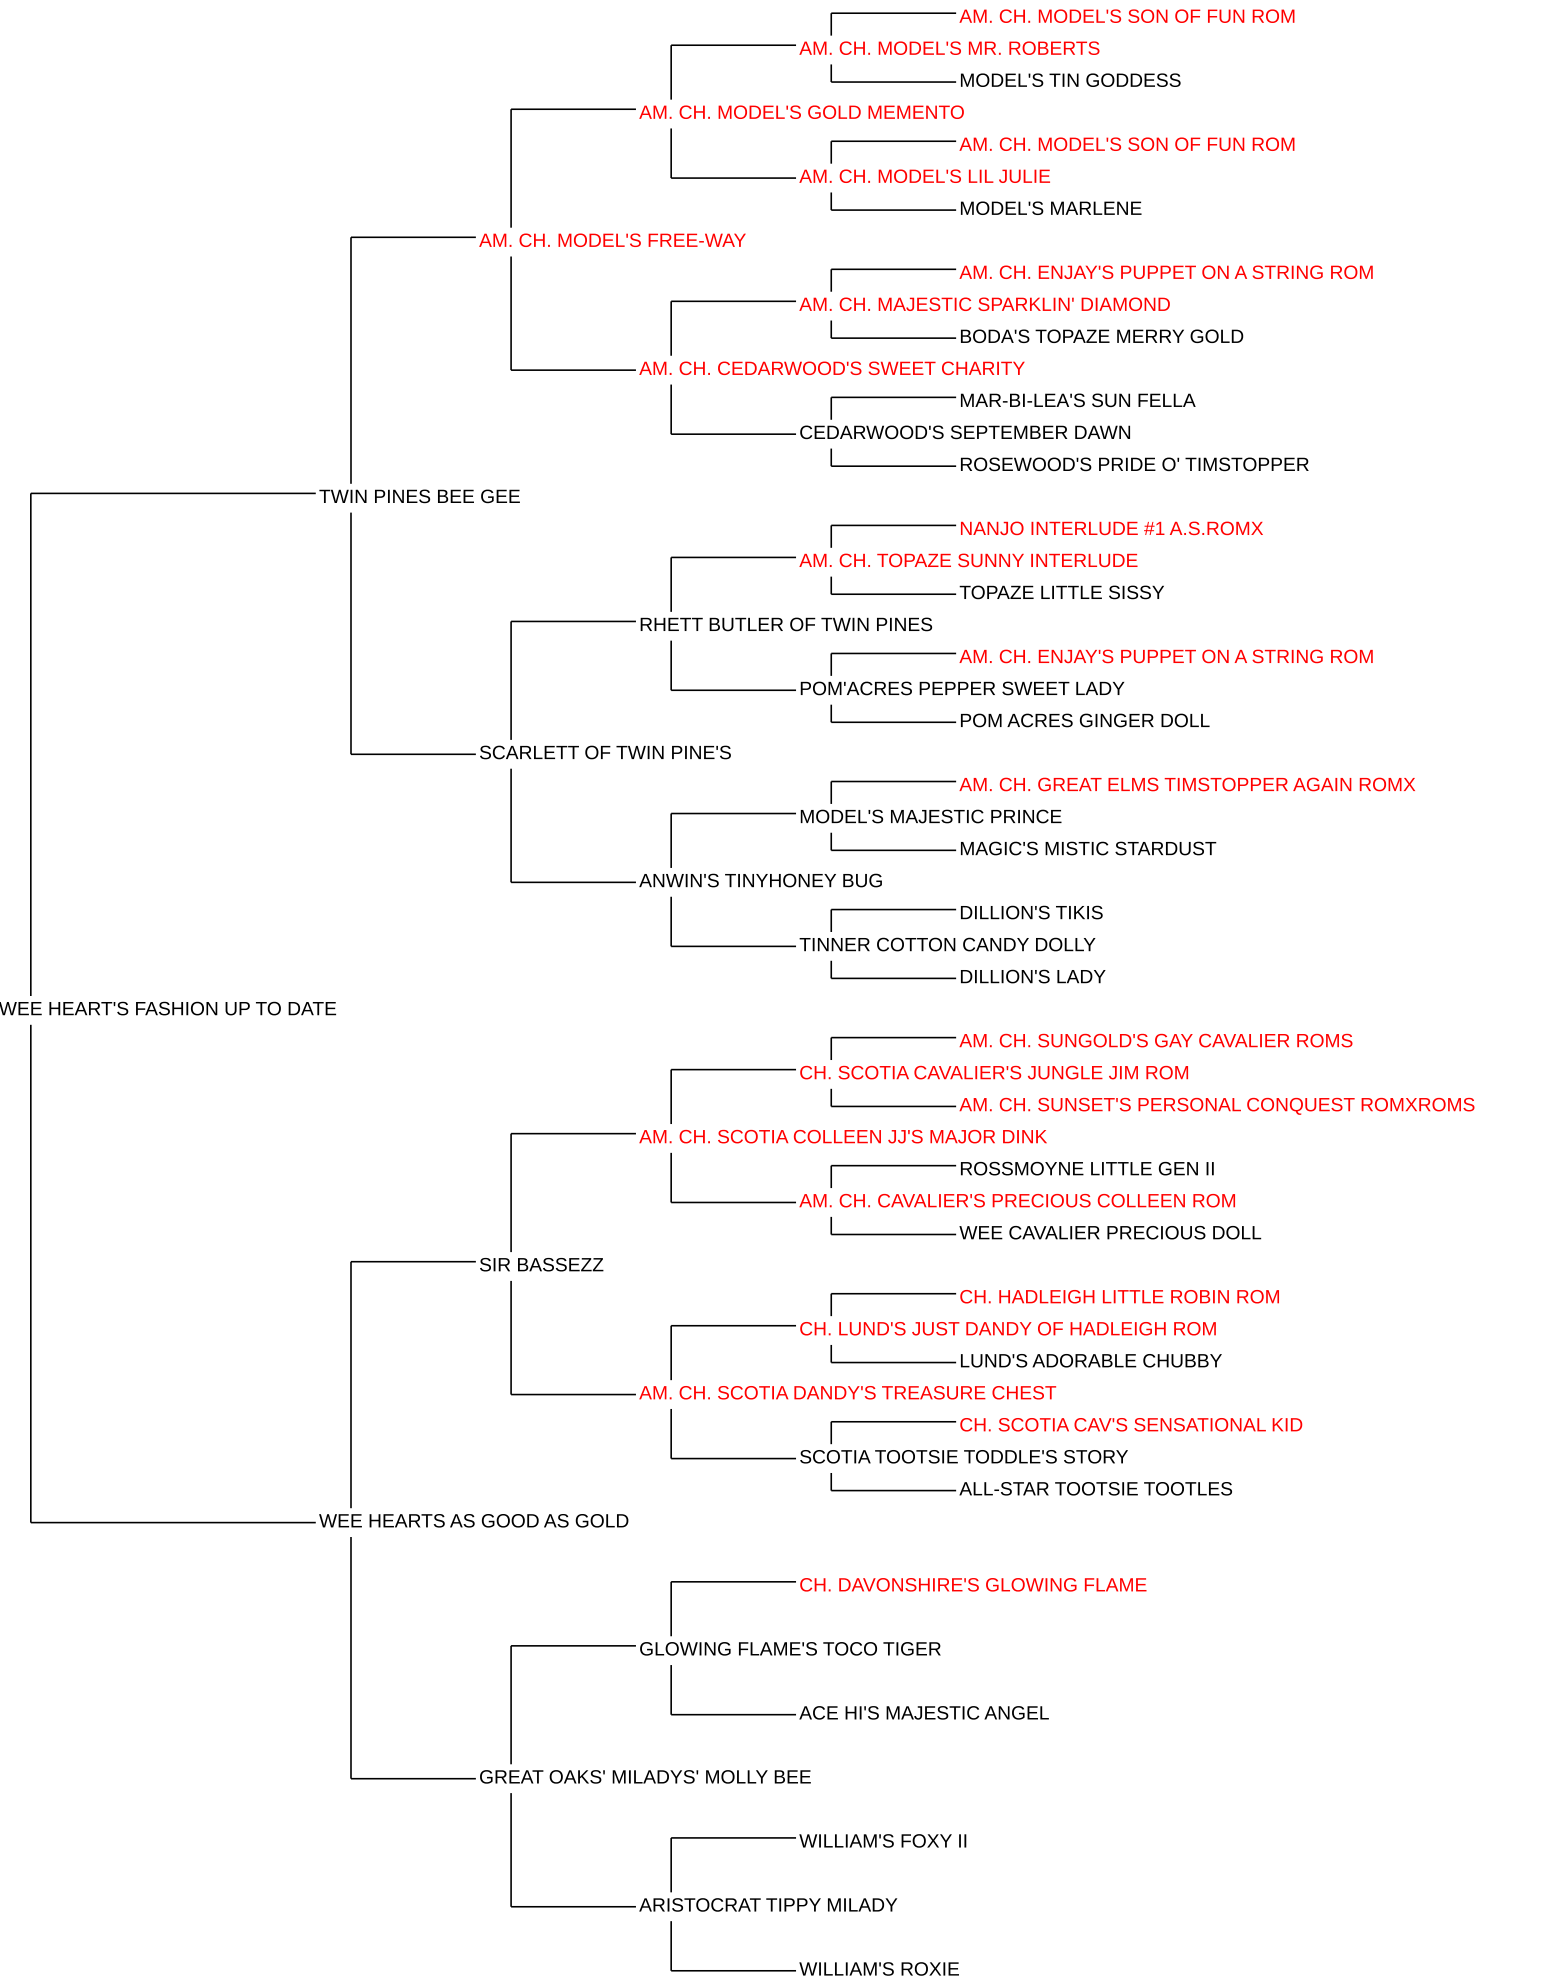 AM. CH. MODEL'S SON OF FUN ROM
AM. CH. MODEL'S MR. ROBERTS
MODEL'S TIN GODDESS
AM. CH. MODEL'S GOLD MEMENTO
AM. CH. MODEL'S SON OF FUN ROM
AM. CH. MODEL'S LIL JULIE
MODEL'S MARLENE
AM. CH. MODEL'S FREE-WAY
AM. CH. ENJAY'S PUPPET ON A STRING ROM
AM. CH. MAJESTIC SPARKLIN' DIAMOND
BODA'S TOPAZE MERRY GOLD
AM. CH. CEDARWOOD'S SWEET CHARITY
MAR-BI-LEA'S SUN FELLA
CEDARWOOD'S SEPTEMBER DAWN
ROSEWOOD'S PRIDE O' TIMSTOPPER
TWIN PINES BEE GEE
NANJO INTERLUDE #1 A.S.ROMX
AM. CH. TOPAZE SUNNY INTERLUDE
TOPAZE LITTLE SISSY
RHETT BUTLER OF TWIN PINES
AM. CH. ENJAY'S PUPPET ON A STRING ROM
POM'ACRES PEPPER SWEET LADY
POM ACRES GINGER DOLL
SCARLETT OF TWIN PINE'S
AM. CH. GREAT ELMS TIMSTOPPER AGAIN ROMX
MODEL'S MAJESTIC PRINCE
MAGIC'S MISTIC STARDUST
ANWIN'S TINYHONEY BUG
DILLION'S TIKIS
TINNER COTTON CANDY DOLLY
DILLION'S LADY
WEE HEART'S FASHION UP TO DATE
AM. CH. SUNGOLD'S GAY CAVALIER ROMS
CH. SCOTIA CAVALIER'S JUNGLE JIM ROM
AM. CH. SUNSET'S PERSONAL CONQUEST ROMXROMS
AM. CH. SCOTIA COLLEEN JJ'S MAJOR DINK
ROSSMOYNE LITTLE GEN II
AM. CH. CAVALIER'S PRECIOUS COLLEEN ROM
WEE CAVALIER PRECIOUS DOLL
SIR BASSEZZ
CH. HADLEIGH LITTLE ROBIN ROM
CH. LUND'S JUST DANDY OF HADLEIGH ROM
LUND'S ADORABLE CHUBBY
AM. CH. SCOTIA DANDY'S TREASURE CHEST
CH. SCOTIA CAV'S SENSATIONAL KID
SCOTIA TOOTSIE TODDLE'S STORY
ALL-STAR TOOTSIE TOOTLES
WEE HEARTS AS GOOD AS GOLD
CH. DAVONSHIRE'S GLOWING FLAME
GLOWING FLAME'S TOCO TIGER
ACE HI'S MAJESTIC ANGEL
GREAT OAKS' MILADYS' MOLLY BEE
WILLIAM'S FOXY II
ARISTOCRAT TIPPY MILADY
WILLIAM'S ROXIE